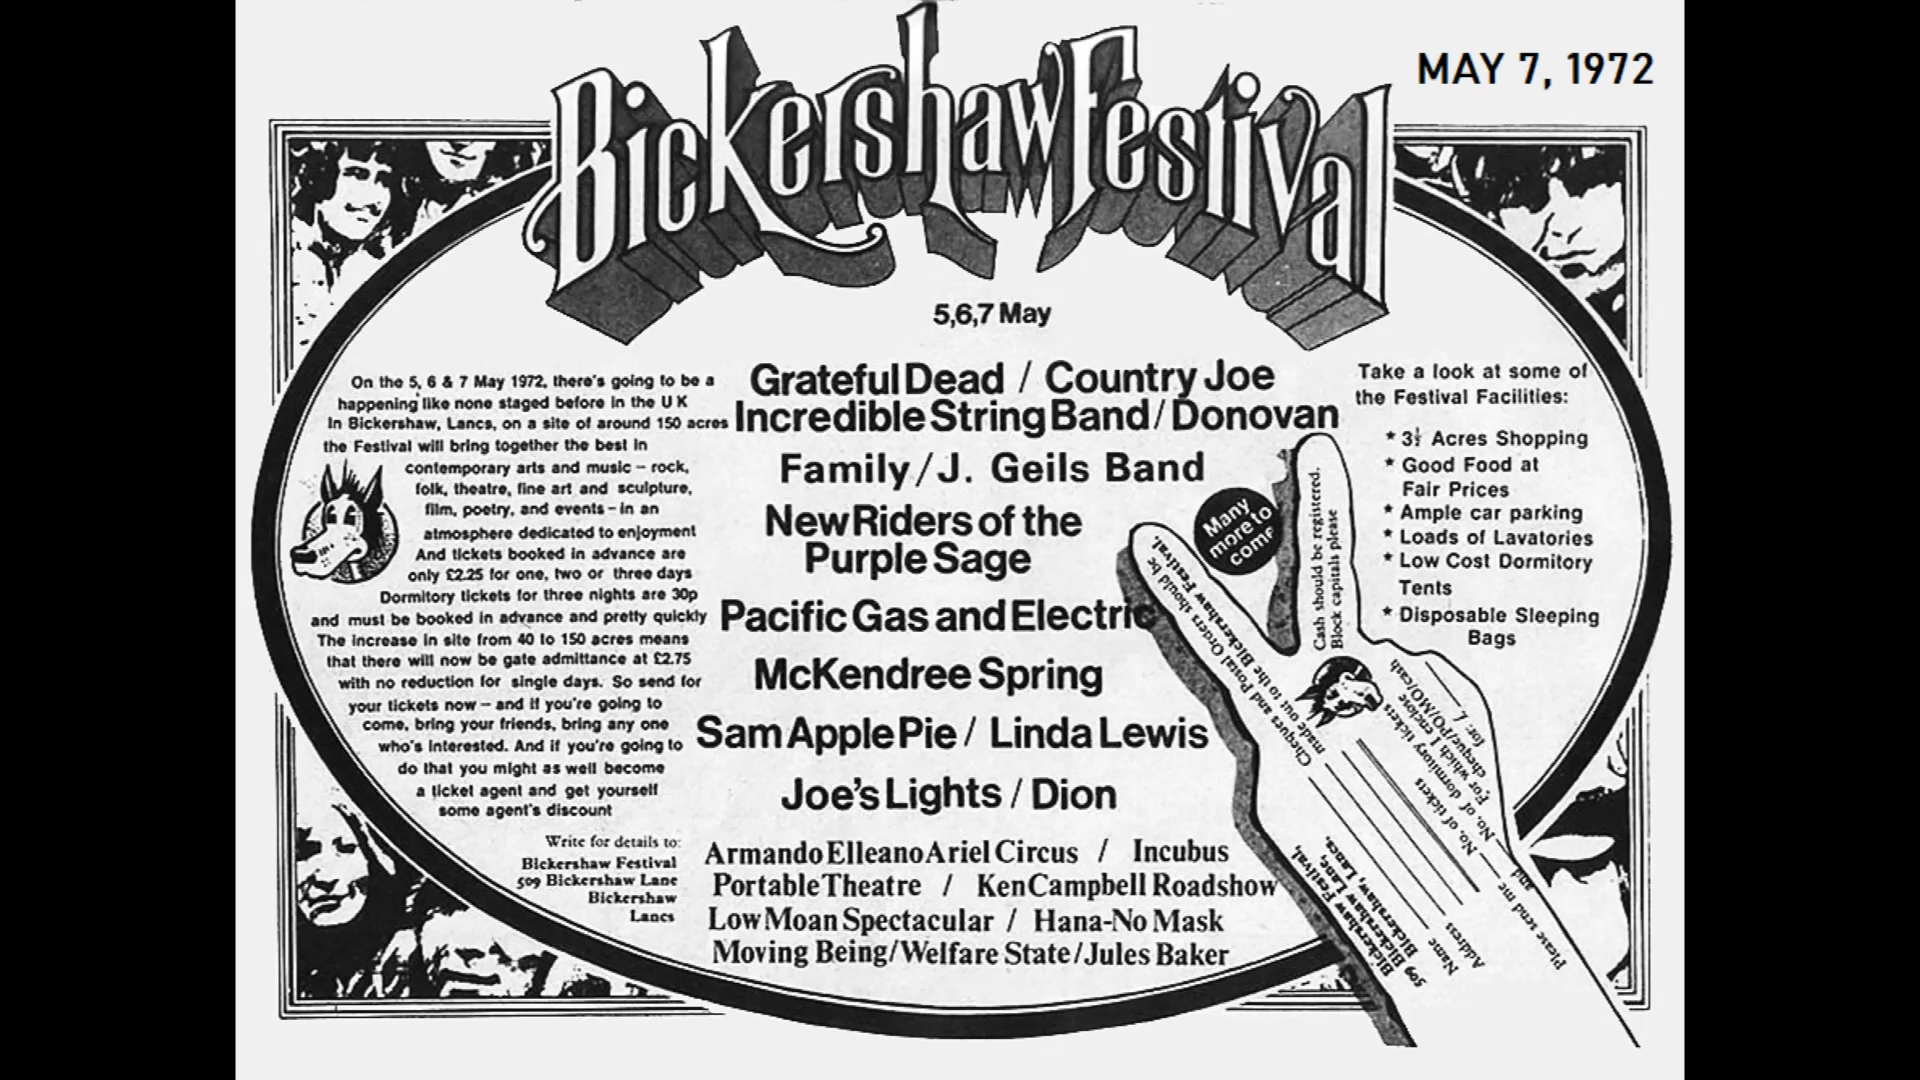 Bickershaw Festival
MAY 7, 1972
5,6,7 May
On the 5, 6 & 7 May 1972, there's going to be a
happening like none staged before in the U K
In Bickershaw, Lancs, on a site of around 150 acres
the Festival will bring together the best in
contemporary arts and music – rock,
folk, theatre, fine art and sculpture,
film, poetry, and events – in an
atmosphere dedicated to enjoyment
And tickets booked in advance are
only £2.25 for one, two or three days
Dormitory tickets for three nights are 30p
and must be booked in advance and pretty quickly
The increase in site from 40 to 150 acres means
that there will now be gate admittance at £2.75
with no reduction for single days. So send for
your tickets now – and if you're going to
come, bring your friends, bring any one
who's interested. And if you're going to
do that you might as well become
a ticket agent and get yourself
some agent's discount
Write for details to:
Bickershaw Festival
509 Bickershaw Lane
Bickershaw
Lancs
Grateful Dead / Country Joe
Incredible String Band / Donovan
Family / J. Geils Band
New Riders of the
Purple Sage
Pacific Gas and Electric
McKendree Spring
Sam Apple Pie / Linda Lewis
Joe's Lights / Dion
Armando Elleano Ariel Circus / Incubus
Portable Theatre / Ken Campbell Roadshow
Low Moan Spectacular / Hana-No Mask
Moving Being/Welfare State/Jules Baker
Many
more to
come
Take a look at some of
the Festival Facilities:
* 3½ Acres Shopping
* Good Food at
Fair Prices
* Ample car parking
* Loads of Lavatories
* Low Cost Dormitory
Tents
* Disposable Sleeping
Bags
Cash should be registered.
Block capitals please
Cheques and Postal Orders should be
made out to the Bickershaw Festival.
Please send me
and
No. of tickets
No. of dormitory tickets
For which I enclose
cheque/PO/MO/cash
for: £
Name
Address
Bickershaw Festival,
509 Bickershaw Lane,
Bickershaw, Lancs.